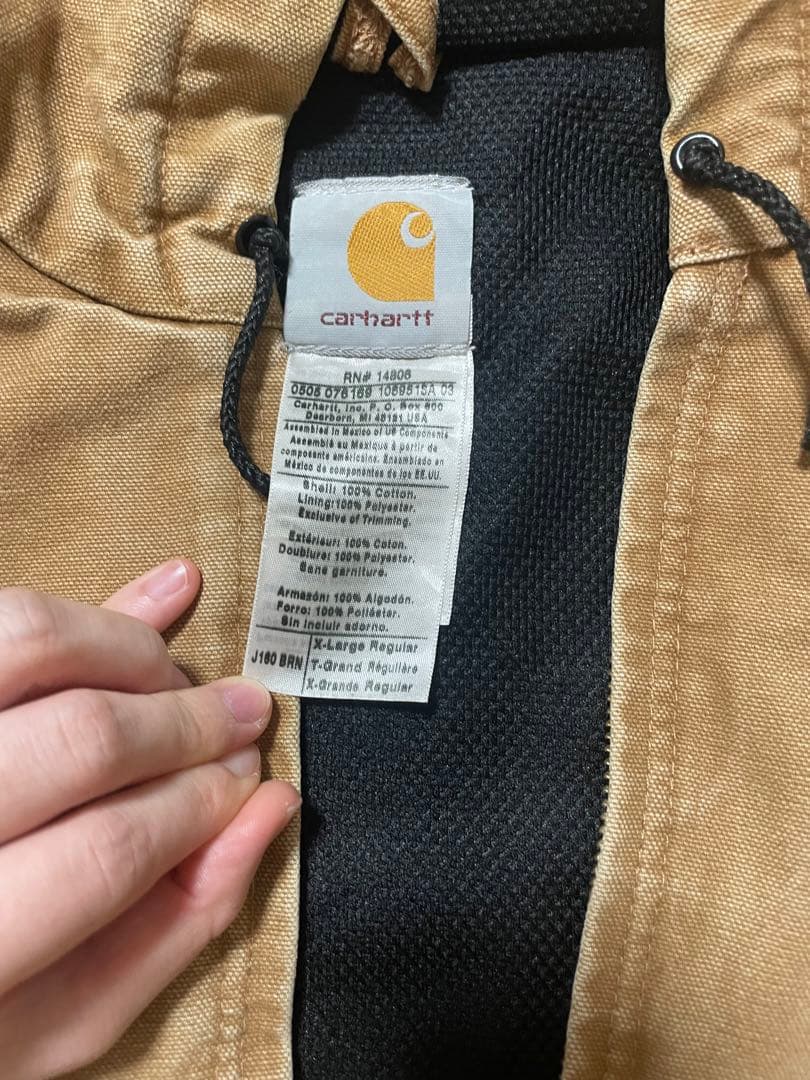 carhartt
RN# 14806
0505 076169 1069515A 03
Carhartt, Inc. P. O. Box 600
Dearborn, MI 48121 USA
Assembled in Mexico of US Components
Assemblé au Mexique à partir de
composants américains. Ensamblado en
México de componentes de los EE.UU.
Shell: 100% Cotton.
Lining: 100% Polyester.
Exclusive of Trimming.
Extérieur: 100% Coton.
Doublure: 100% Polyester.
Sans garniture.
Armazón: 100% Algodón.
Forro: 100% Poliéster.
Sin incluir adorno.
J160 BRN
X-Large Regular
T-Grand Régulière
X-Grande Regular